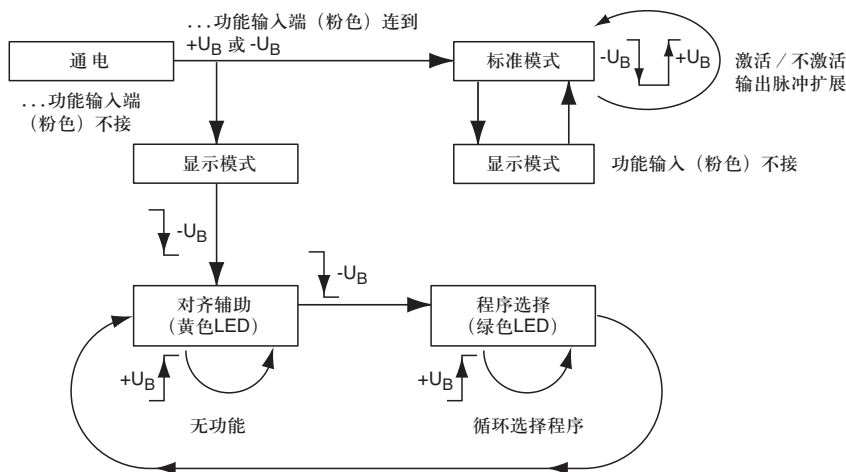 ...功能输入端（粉色）连到
+UB 或 -UB
通电
...功能输入端
（粉色）不接
标准模式
-UB
+UB
激活／不激活
输出脉冲扩展
显示模式
显示模式
功能输入（粉色）不接
-UB
-UB
对齐辅助
（黄色LED）
程序选择
（绿色LED）
+UB
+UB
无功能
循环选择程序